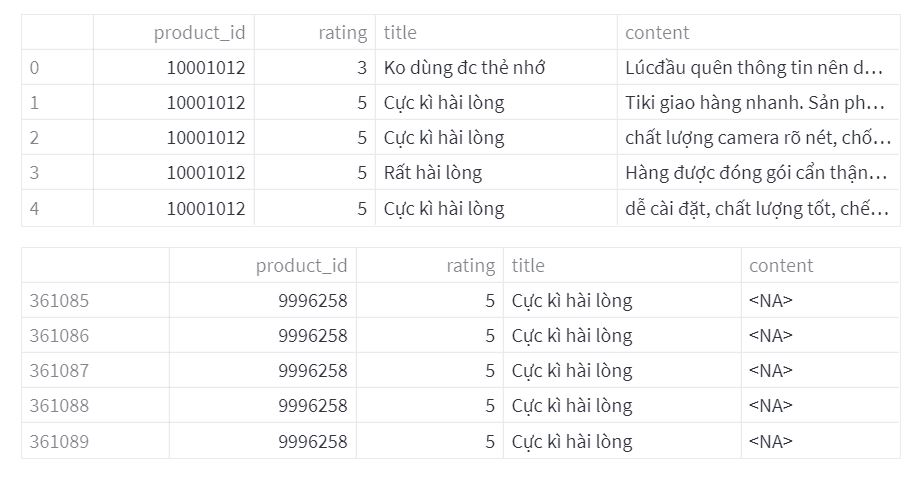 product_id rating title content
0 10001012 3 Ko dùng đc thẻ nhớ Lúcđầu quên thông tin nên d…
1 10001012 5 Cực kì hài lòng Tiki giao hàng nhanh. Sản ph…
2 10001012 5 Cực kì hài lòng chất lượng camera rõ nét, chố…
3 10001012 5 Rất hài lòng Hàng được đóng gói cẩn thận…
4 10001012 5 Cực kì hài lòng dễ cài đặt, chất lượng tốt, chế…
product_id rating title content
361085 9996258 5 Cực kì hài lòng <NA>
361086 9996258 5 Cực kì hài lòng <NA>
361087 9996258 5 Cực kì hài lòng <NA>
361088 9996258 5 Cực kì hài lòng <NA>
361089 9996258 5 Cực kì hài lòng <NA>